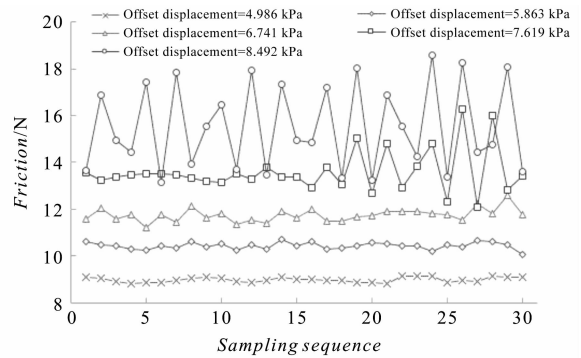 Offset displacement=4.986 kPa
Offset displacement=5.863 kPa
Offset displacement=6.741 kPa
Offset displacement=7.619 kPa
Offset displacement=8.492 kPa
Friction/N
20
18
16
14
12
10
8
0 5 10 15 20 25 30
Sampling sequence